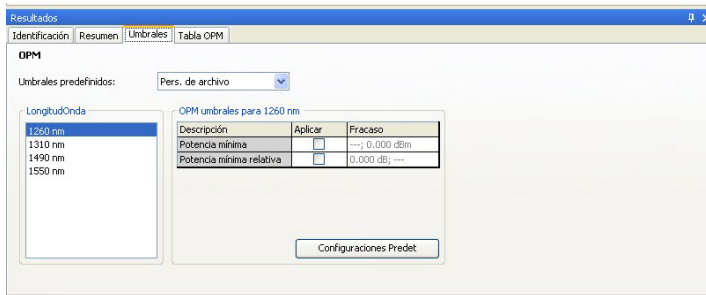 Resultados
Identificación Resumen Umbrales Tabla OPM
OPM
Umbrales predefinidos: Pers. de archivo
LongitudOnda
1260 nm
1310 nm
1490 nm
1550 nm
OPM umbrales para 1260 nm
Descripción Aplicar Fracaso
Potencia mínima ---; 0.000 dBm
Potencia mínima relativa 0.000 dB; ---
Configuraciones Predet